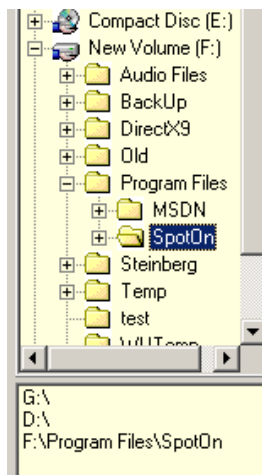 Compact Disc (E:)
New Volume (F:)
Audio Files
BackUp
DirectX9
Old
Program Files
MSDN
SpotOn
Steinberg
Temp
test
WUTemp
G:\
D:\
F:\Program Files\SpotOn